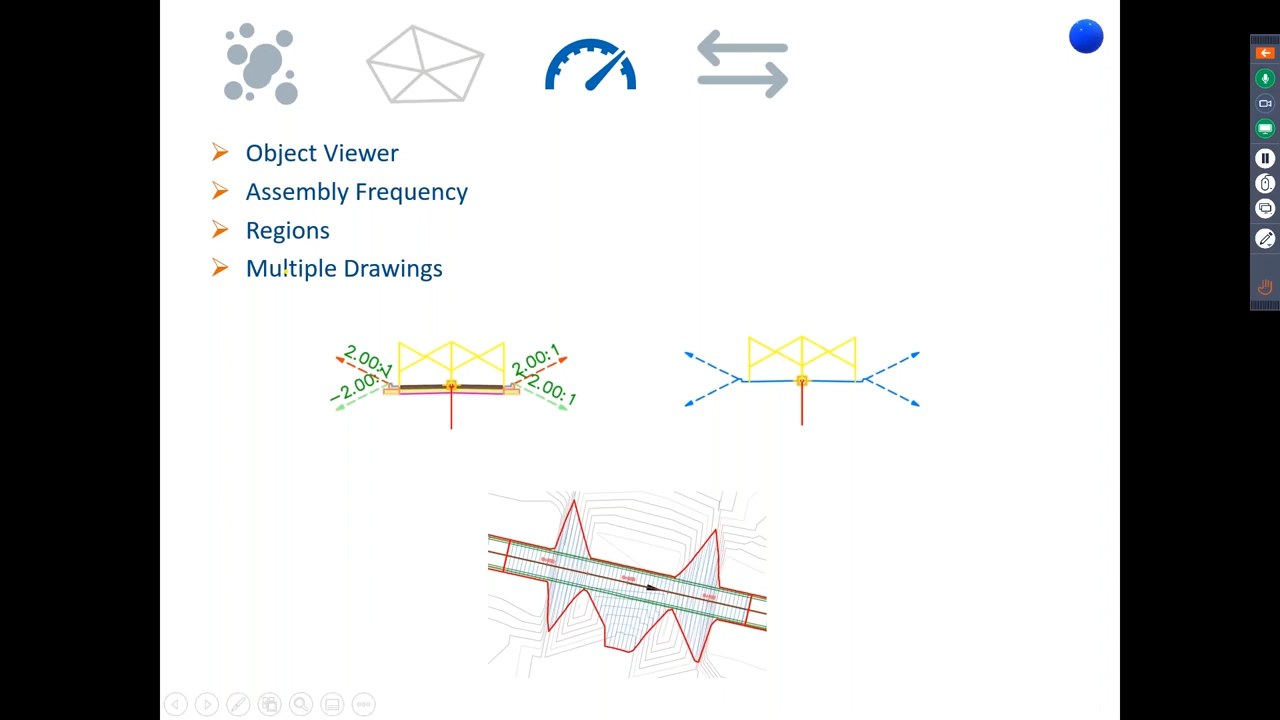 Object Viewer
Assembly Frequency
Regions
Multiple Drawings
2.00:1
2.00:1
-2.00:1
-2.00:1